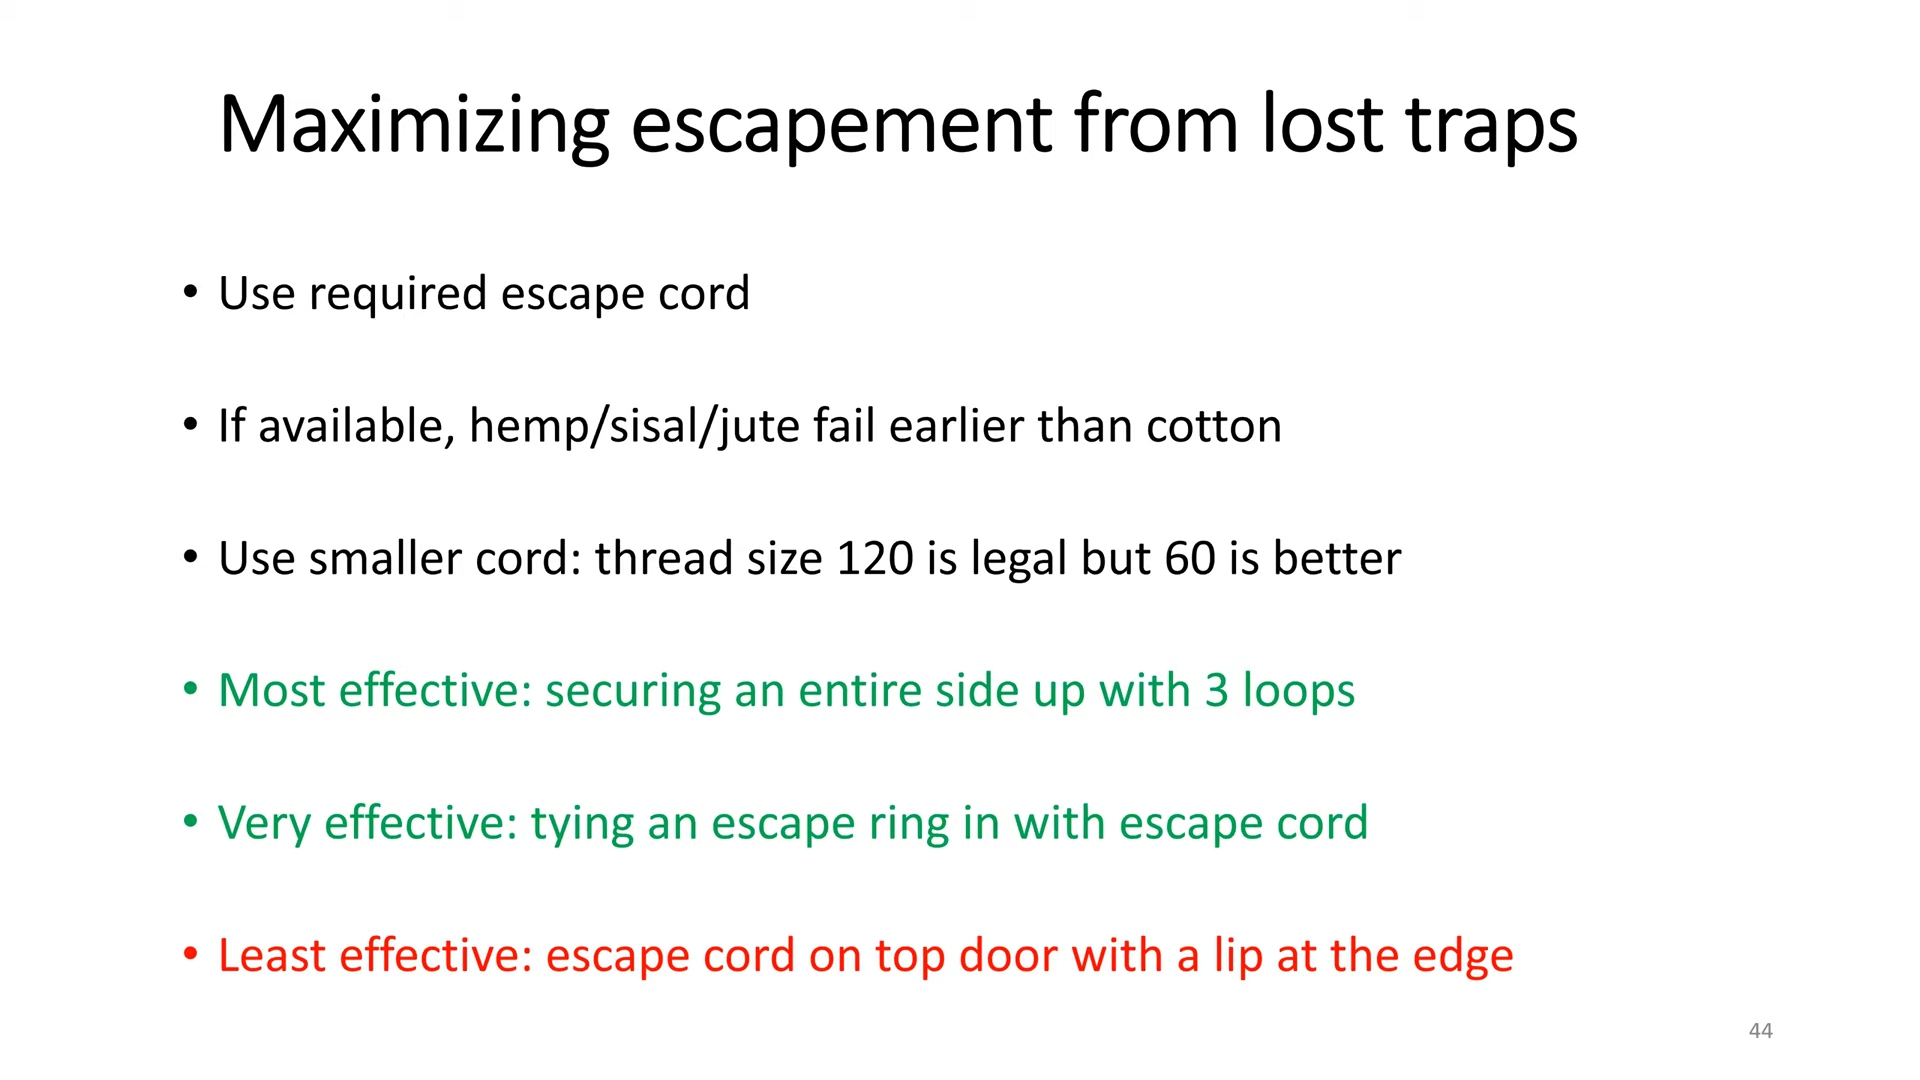 Maximizing escapement from lost traps
• Use required escape cord
• If available, hemp/sisal/jute fail earlier than cotton
• Use smaller cord: thread size 120 is legal but 60 is better
• Most effective: securing an entire side up with 3 loops
• Very effective: tying an escape ring in with escape cord
• Least effective: escape cord on top door with a lip at the edge
44